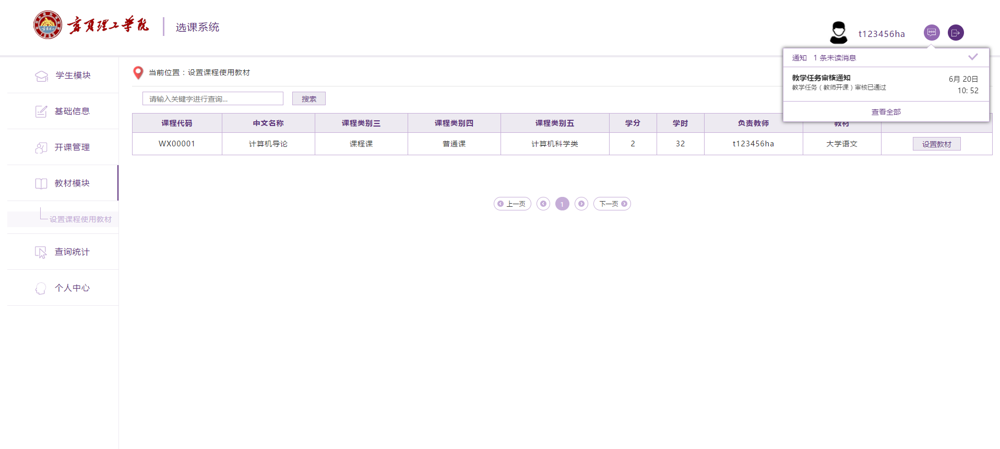 宁夏理工学院
选课系统
t123456ha
通知 1 条未读消息
教学任务审核通知
教学任务（教师开课）审核已通过
6月 20日
10: 52
查看全部
学生模块
基础信息
开课管理
教材模块
设置课程使用教材
查询统计
个人中心
当前位置：设置课程使用教材
请输入关键字进行查询...
搜索
课程代码 中文名称 课程类别三 课程类别四 课程类别五 学分 学时 负责教师 教材
WX00001 计算机导论 课程课 普通课 计算机科学类 2 32 t123456ha 大学语文 设置教材
上一页 1 下一页